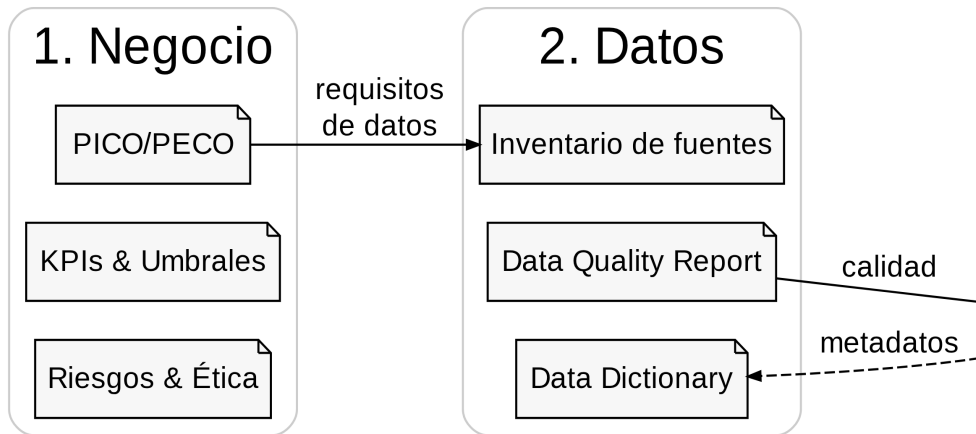 1. Negocio
PICO/PECO
KPIs & Umbrales
Riesgos & Ética
requisitos
de datos
2. Datos
Inventario de fuentes
Data Quality Report
Data Dictionary
calidad
metadatos